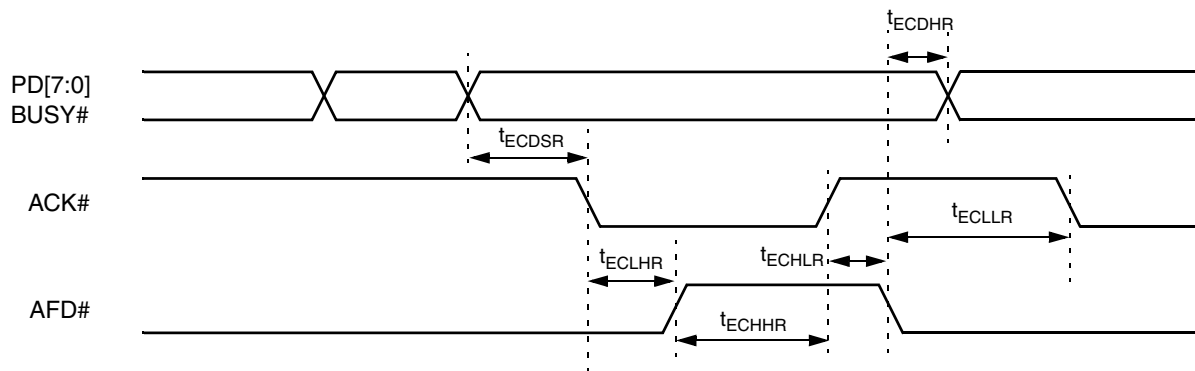 tECDHR
PD[7:0]
BUSY#
tECDSR
ACK#
tECLLR
tECLHR
tECHLR
AFD#
tECHHR